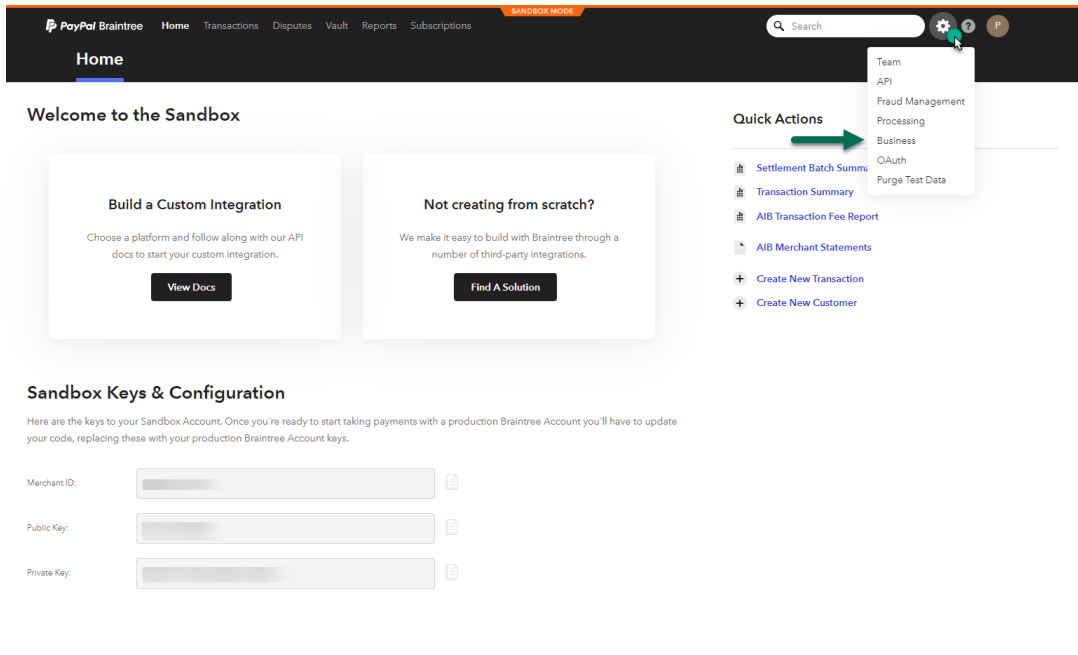 SANDBOX MODE
PayPal Braintree Home Transactions Disputes Vault Reports Subscriptions
Search
?
P
Home
Team
API
Fraud Management
Processing
Business
OAuth
Purge Test Data
Welcome to the Sandbox
Build a Custom Integration
Choose a platform and follow along with our API
docs to start your custom integration.
View Docs
Not creating from scratch?
We make it easy to build with Braintree through a
number of third-party integrations.
Find A Solution
Quick Actions
Settlement Batch
Transaction Summary
AIB Transaction Fee Report
AIB Merchant Statements
Create New Transaction
Create New Customer
Sandbox Keys & Configuration
Here are the keys to your Sandbox Account. Once you're ready to start taking payments with a production Braintree Account you'll have to update
your code, replacing these with your production Braintree Account keys.
Merchant ID:
Public Key:
Private Key: